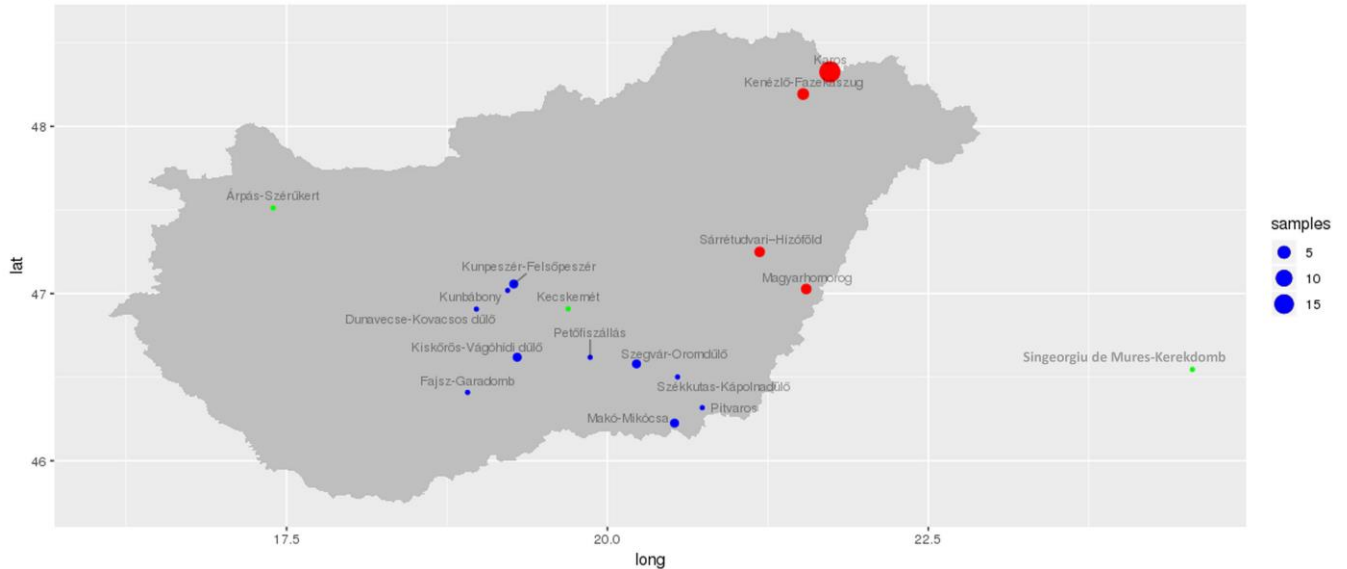 Karos
Kenézlő-Fazekaszug
48
Árpás-Szérűkert
samples
5
Sárrétudvari–Hízóföld
10
Kunpeszér-Felsőpeszér
lat
Magyarhomorog
47
Kunbábony
Kecskemét
15
Dunavecse-Kovacsos dűlő
Petőfiszállás
Kiskőrös-Vágóhídi dűlő
Szegvár-Oromdűlő
Singeorgiu de Mures-Kerekdomb
Fajsz-Garadomb
Székkutas-Kápolnadűlő
Pitvaros
Makó-Mikócsa
46
17.5
20.0
22.5
long